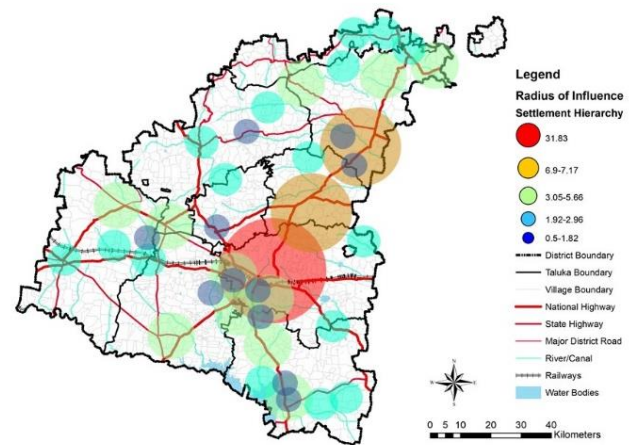 Legend
Radius of Influence
Settlement Hierarchy
31.83
6.9-7.17
3.05-5.66
1.92-2.96
0.5-1.82
District Boundary
Taluka Boundary
Village Boundary
National Highway
State Highway
Major District Road
River/Canal
Railways
Water Bodies
N
W E
S
0 5 10 20 30 40
Kilometers